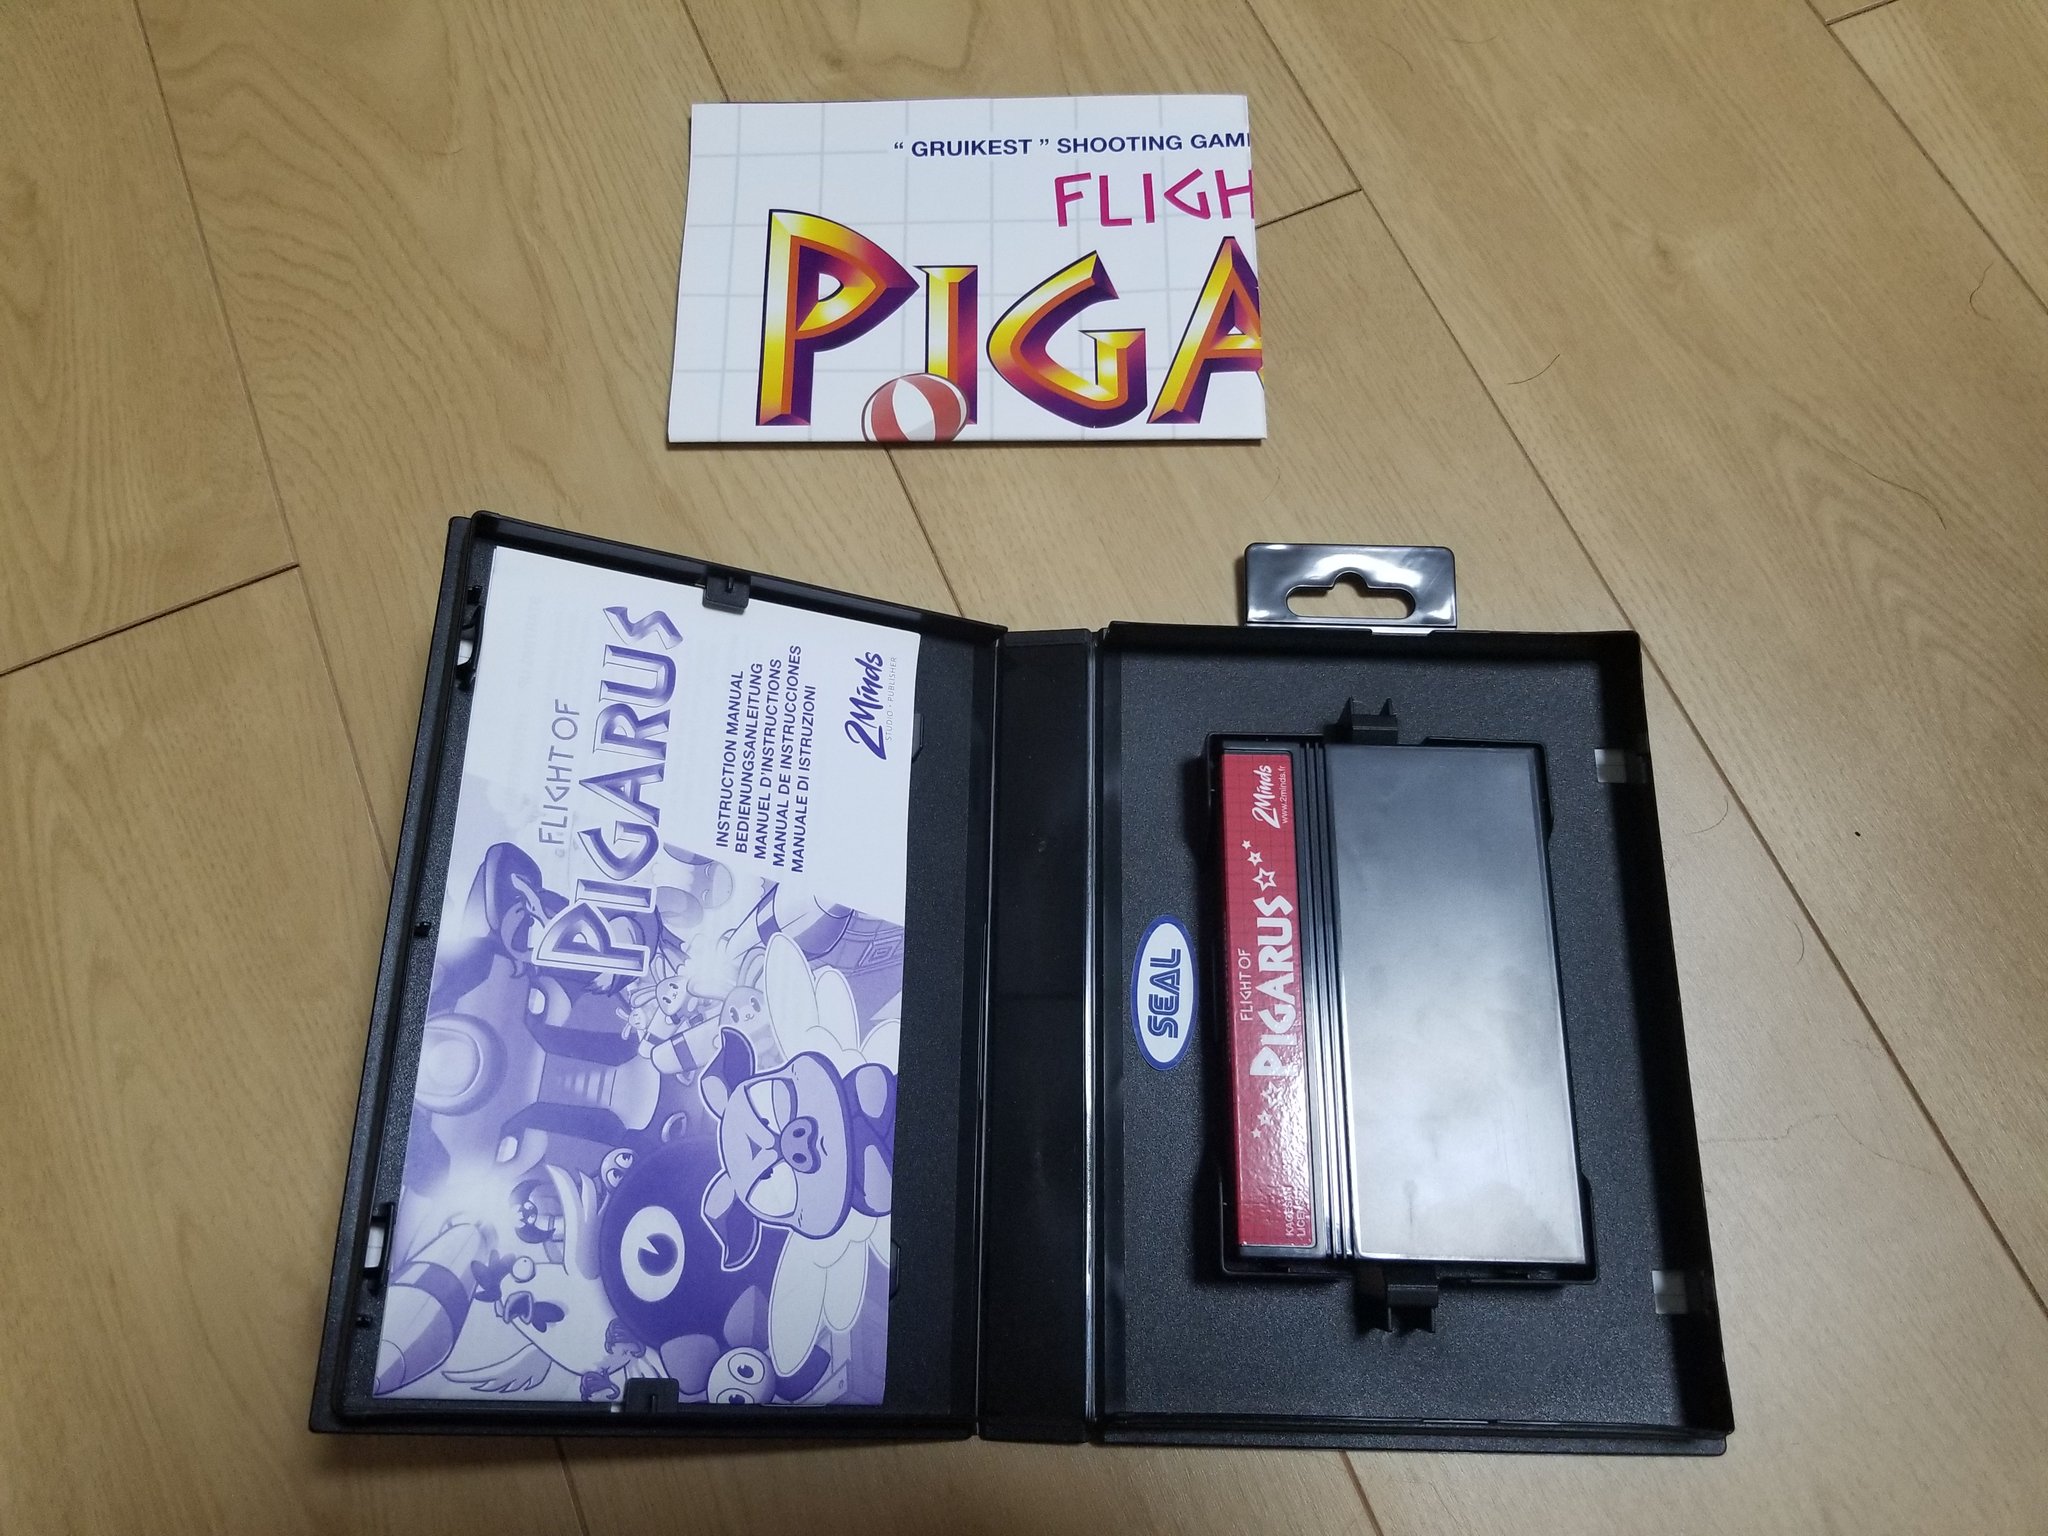 “ GRUIKEST ” SHOOTING GAM
FLIGH
PIGA
FLIGHT OF
PIGARUS
INSTRUCTION MANUAL
BEDIENUNGSANLEITUNG
MANUEL D'INSTRUCTIONS
MANUAL DE INSTRUCCIONES
MANUALE DI ISTRUZIONI
2Minds
STUDIO · PUBLISHER
SEAL
FLIGHT OF
PIGARUS
2Minds
www.2minds.fr